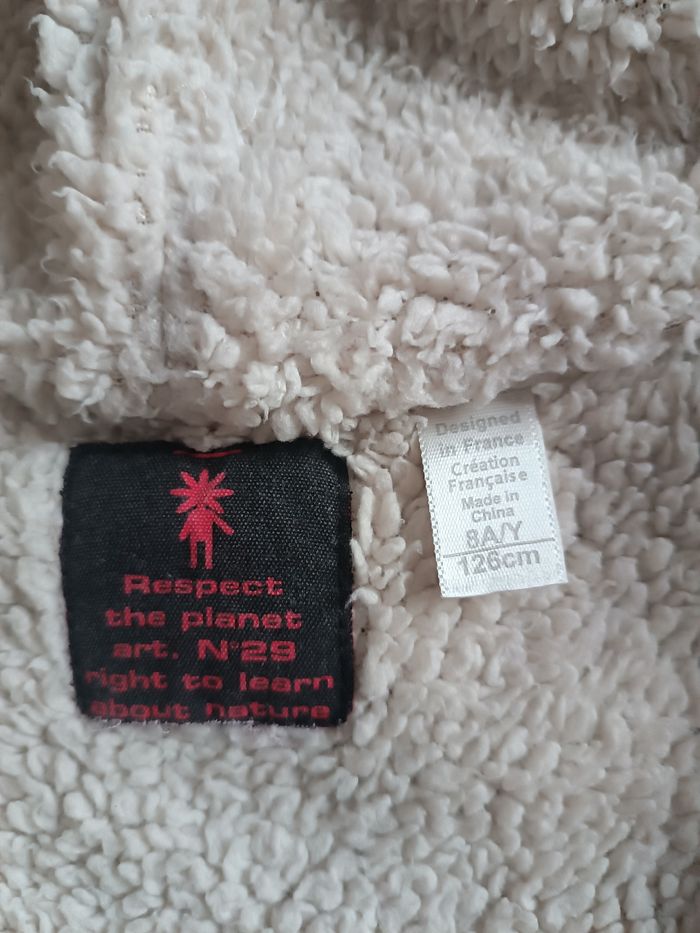 Respect
the planet
art. N°29
right to learn
about nature
Designed
in France
Création
Française
Made in
China
8A/Y
126cm